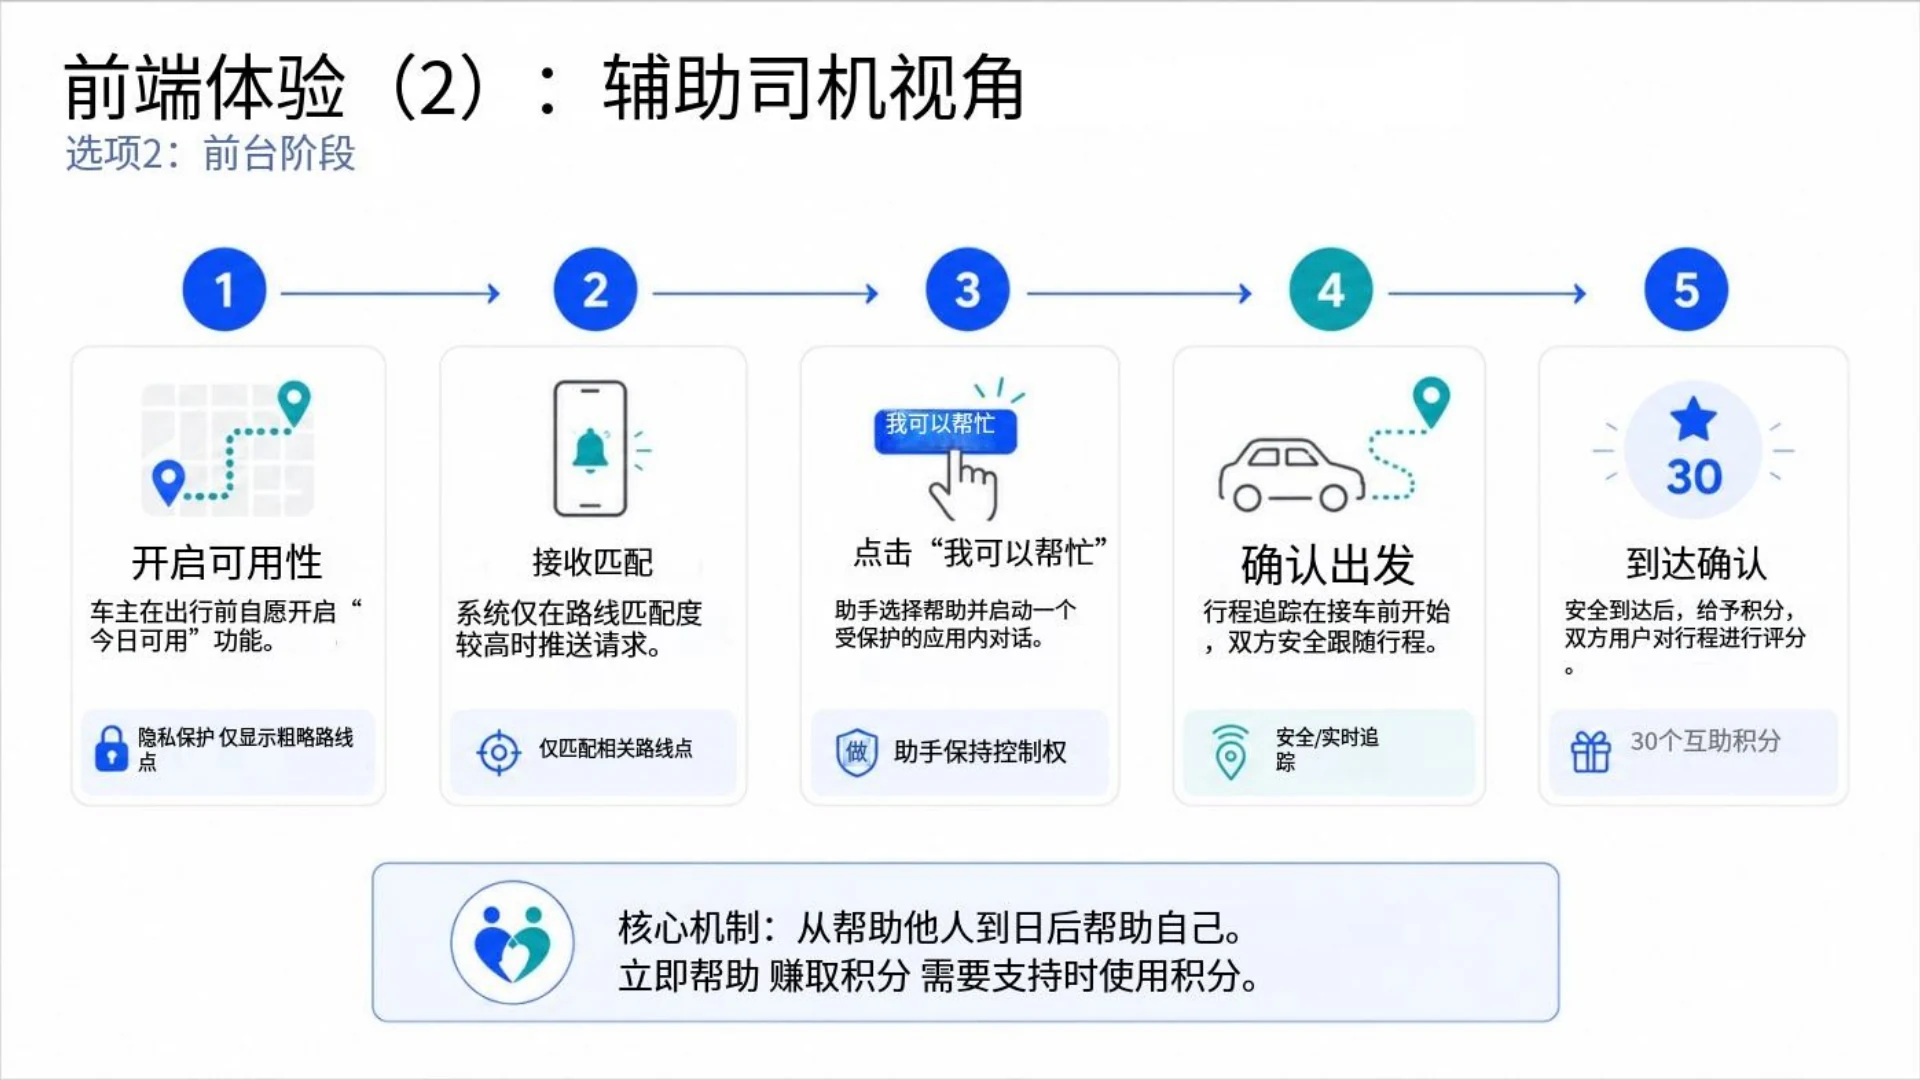 前端体验（2）：辅助司机视角
选项2：前台阶段
1
2
3
4
5
开启可用性
车主在出行前自愿开启“
今日可用”功能。
隐私保护 仅显示粗略路线
点
接收匹配
系统仅在路线匹配度
较高时推送请求。
仅匹配相关路线点
我可以帮忙
点击“我可以帮忙”
助手选择帮助并启动一个
受保护的应用内对话。
做
助手保持控制权
确认出发
行程追踪在接车前开始
，双方安全跟随行程。
安全/实时追
踪
30
到达确认
安全到达后，给予积分，
双方用户对行程进行评分
。
30个互助积分
核心机制：从帮助他人到日后帮助自己。
立即帮助 赚取积分 需要支持时使用积分。